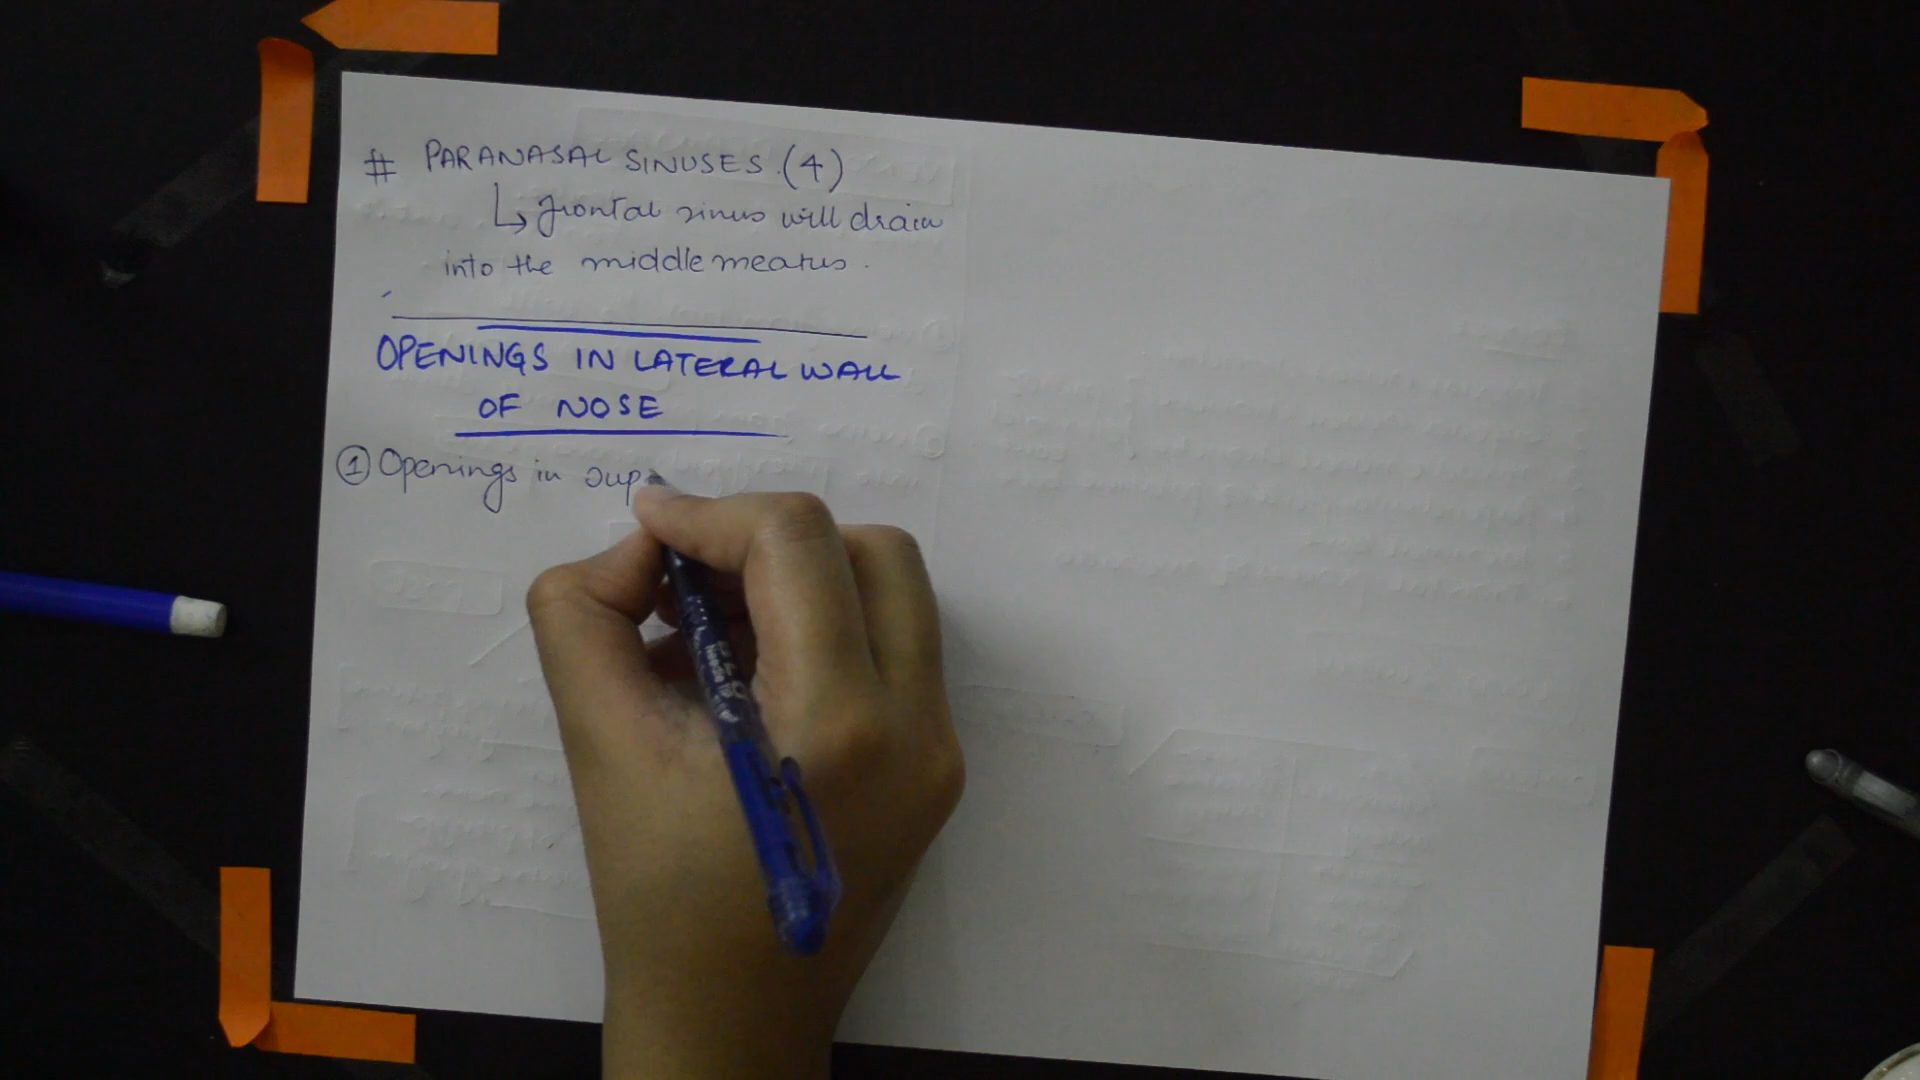 # PARANASAL SINUSES (4)
↳ frontal sinus will drain
into the middle meatus.
OPENINGS IN LATERAL WALL
OF NOSE
① Openings in sup